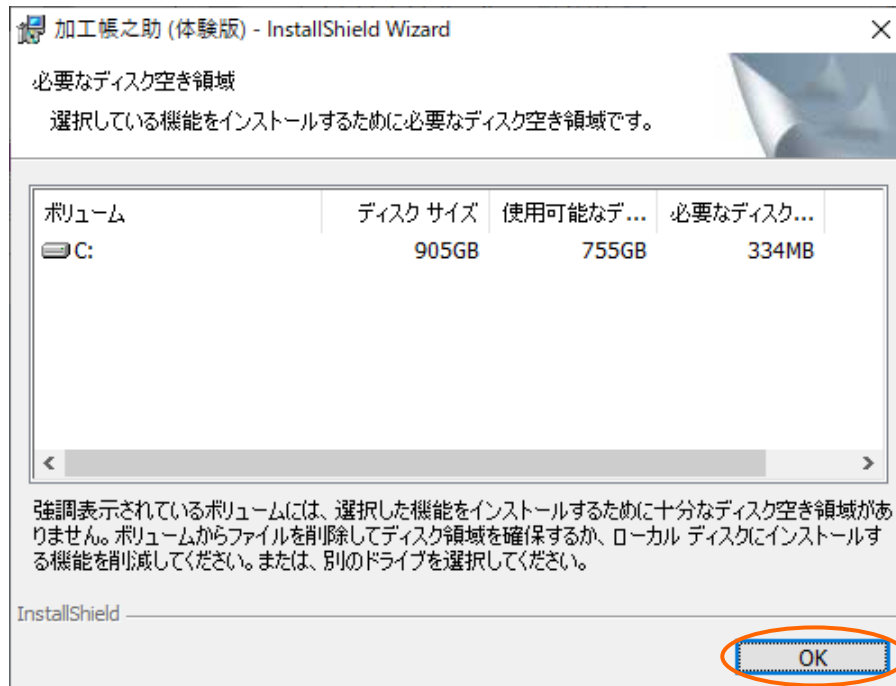 加工帳之助 (体験版) - InstallShield Wizard
必要なディスク空き領域
選択している機能をインストールするために必要なディスク空き領域です。
ボリューム ディスク サイズ 使用可能なデ... 必要なディスク...
C: 905GB 755GB 334MB
強調表示されているボリュームには、選択した機能をインストールするために十分なディスク空き領域があ
りません。ボリュームからファイルを削除してディスク領域を確保するか、ローカル ディスクにインストールす
る機能を削減してください。または、別のドライブを選択してください。
InstallShield
OK